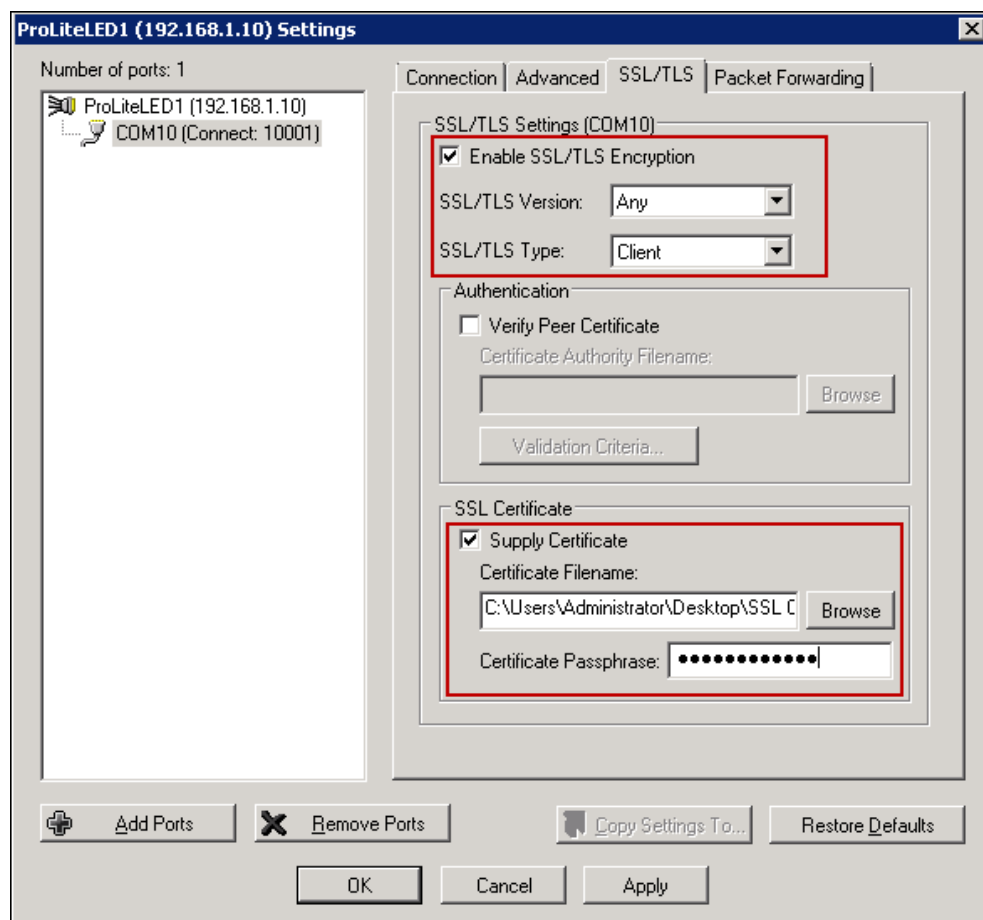 ProLiteLED1 (192.168.1.10) Settings
Number of ports: 1
ProLiteLED1 (192.168.1.10)
COM10 (Connect: 10001)
Connection Advanced SSL/TLS Packet Forwarding
SSL/TLS Settings (COM10)
Enable SSL/TLS Encryption
SSL/TLS Version: Any
SSL/TLS Type: Client
Authentication
Verify Peer Certificate
Certificate Authority Filename:
Browse
Validation Criteria...
SSL Certificate
Supply Certificate
Certificate Filename:
C:\Users\Administrator\Desktop\SSL C Browse
Certificate Passphrase: ●●●●●●●●●●●●
Add Ports Remove Ports Copy Settings To... Restore Defaults
OK Cancel Apply